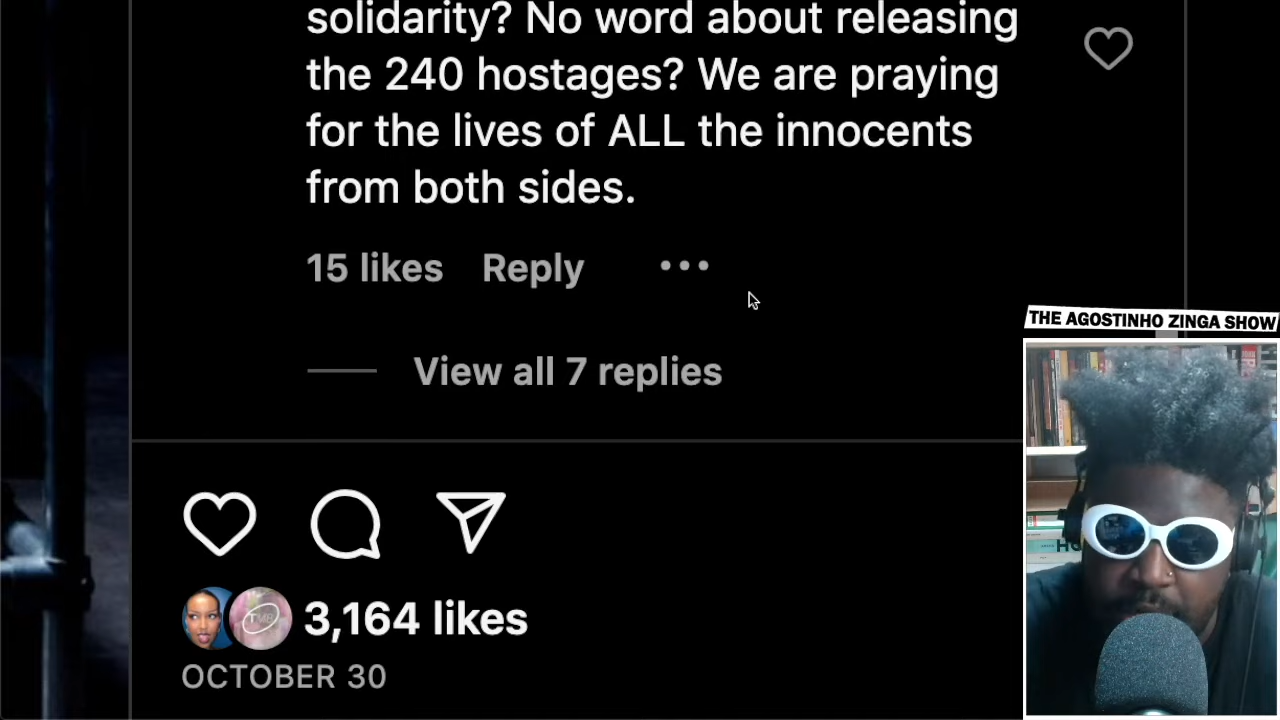 solidarity? No word about releasing
the 240 hostages? We are praying
for the lives of ALL the innocents
from both sides.
15 likes Reply
View all 7 replies
THE AGOSTINHO ZINGA SHOW
3,164 likes
OCTOBER 30